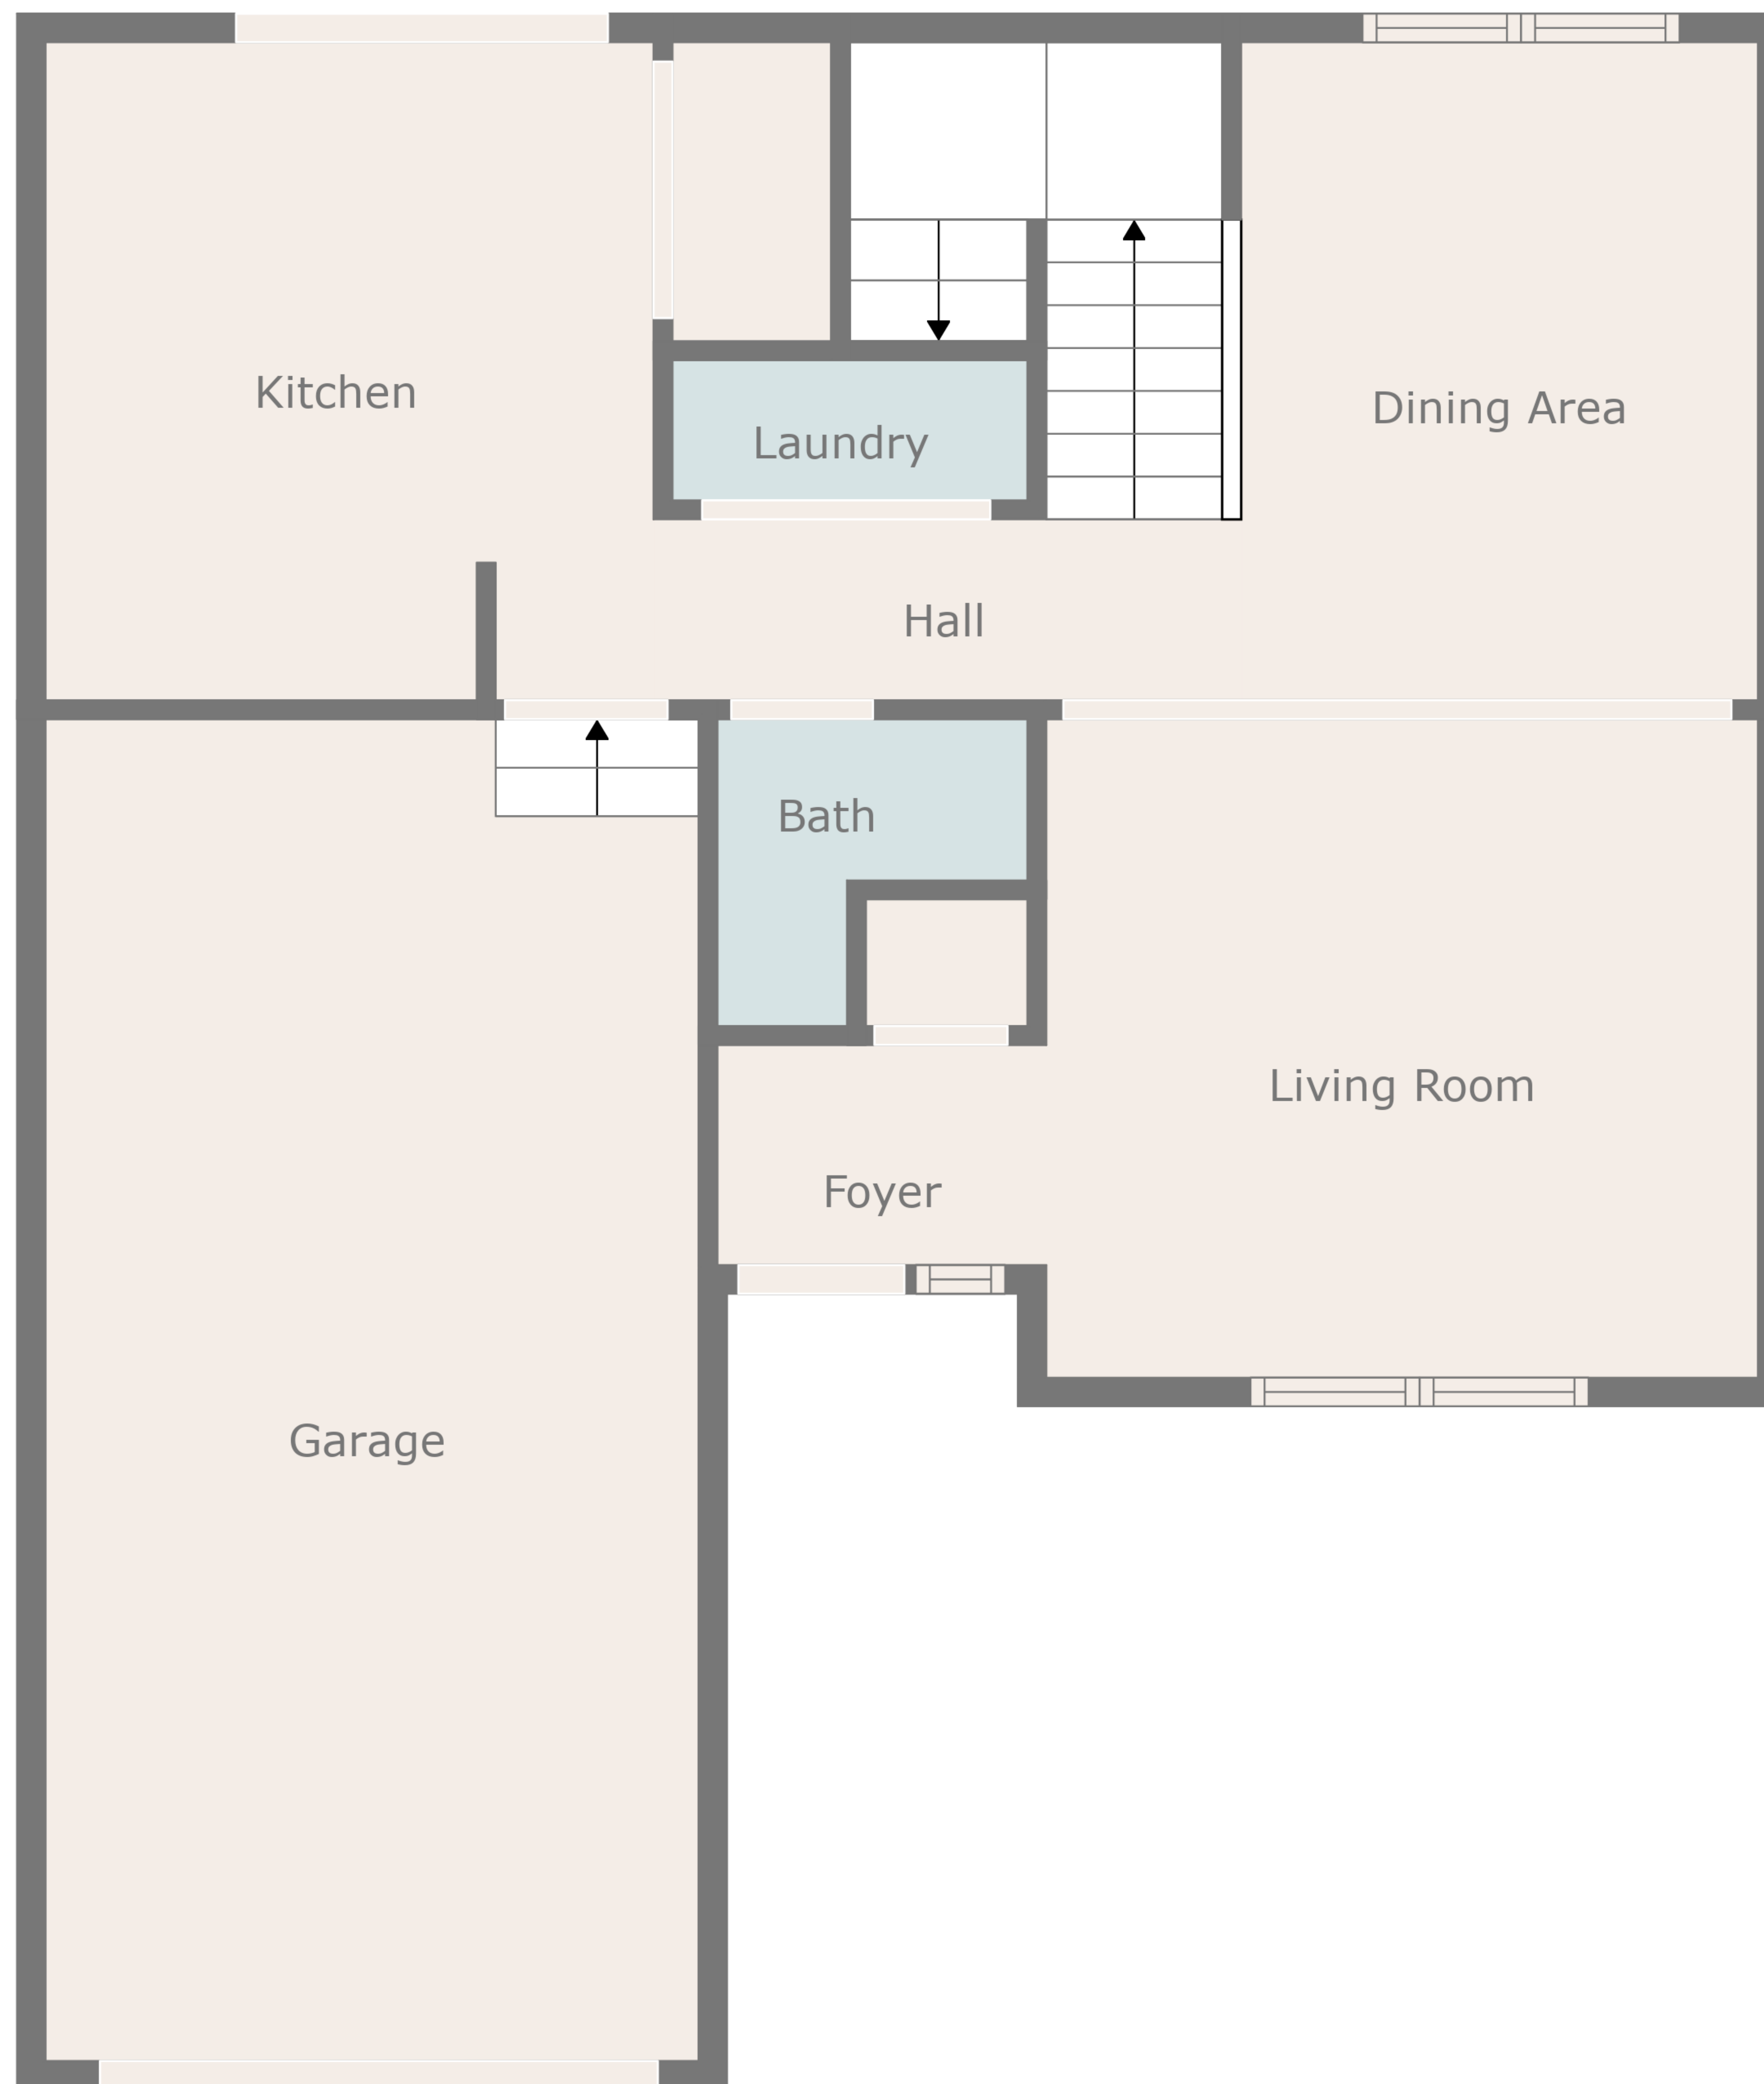 Kitchen
Dining Area
Laundry
Hall
Bath
Living Room
Foyer
Garage